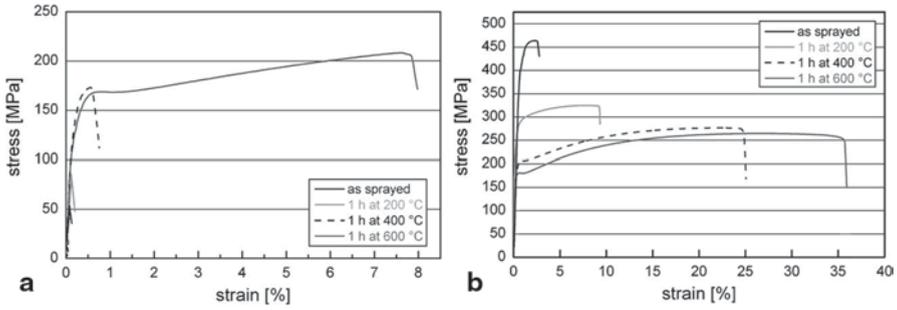 250
200
150
100
50
0
stress [MPa]
as sprayed
1 h at 200 °C
1 h at 400 °C
1 h at 600 °C
0 1 2 3 4 5 6 7 8
a
strain [%]
500
450
400
350
300
250
200
150
100
50
0
stress [MPa]
as sprayed
1 h at 200 °C
1 h at 400 °C
1 h at 600 °C
0 5 10 15 20 25 30 35 40
b
strain [%]